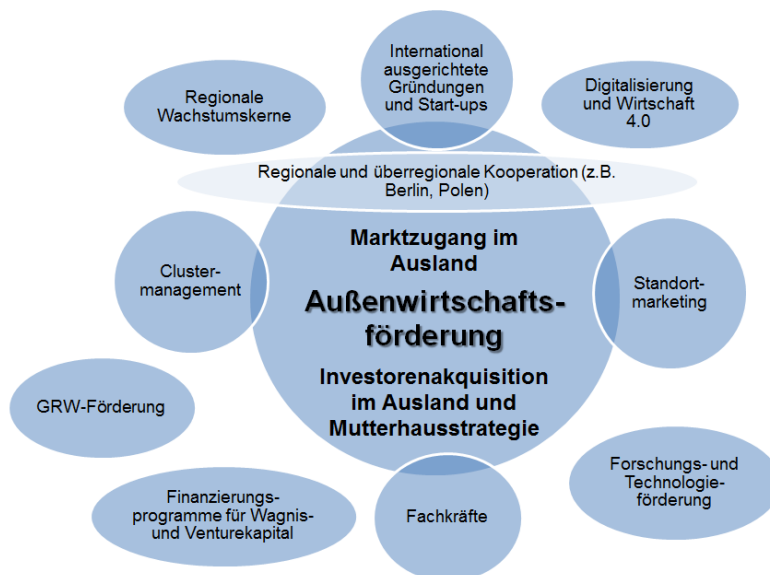 International
ausgerichtete
Gründungen
und Start-ups
Regionale
Wachstumskerne
Digitalisierung
und Wirtschaft
4.0
Regionale und überregionale Kooperation (z.B.
Berlin, Polen)
Marktzugang im
Ausland
Cluster-
management
Außenwirtschafts-
förderung
Standort-
marketing
Investorenakquisition
im Ausland und
Mutterhausstrategie
GRW-Förderung
Forschungs- und
Technologie-
förderung
Finanzierungs-
programme für Wagnis-
und Venturekapital
Fachkräfte